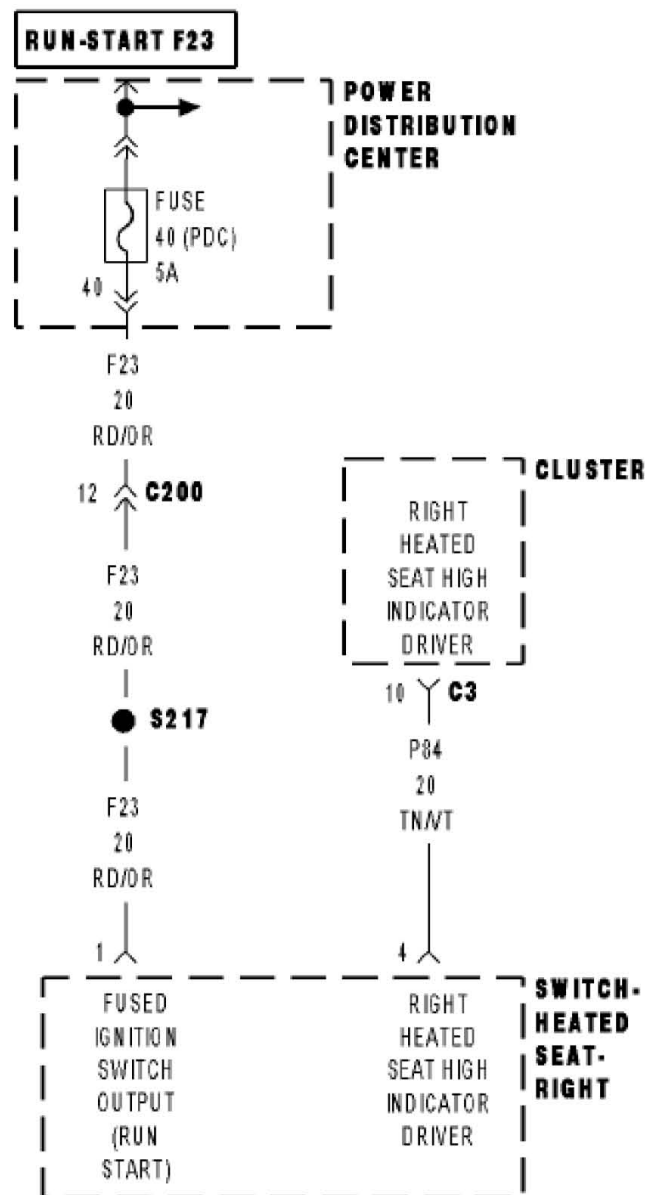 RUN-START F23
POWER
DISTRIBUTION
CENTER
FUSE
40 (PDC)
5A
40
F23
20
RD/OR
12
C200
F23
20
RD/OR
S217
F23
20
RD/OR
1
CLUSTER
RIGHT
HEATED
SEAT HIGH
INDICATOR
DRIVER
10
C3
P84
20
TN/VT
4
SWITCH-
HEATED
SEAT-
RIGHT
FUSED
IGNITION
SWITCH
OUTPUT
(RUN
START)
RIGHT
HEATED
SEAT HIGH
INDICATOR
DRIVER